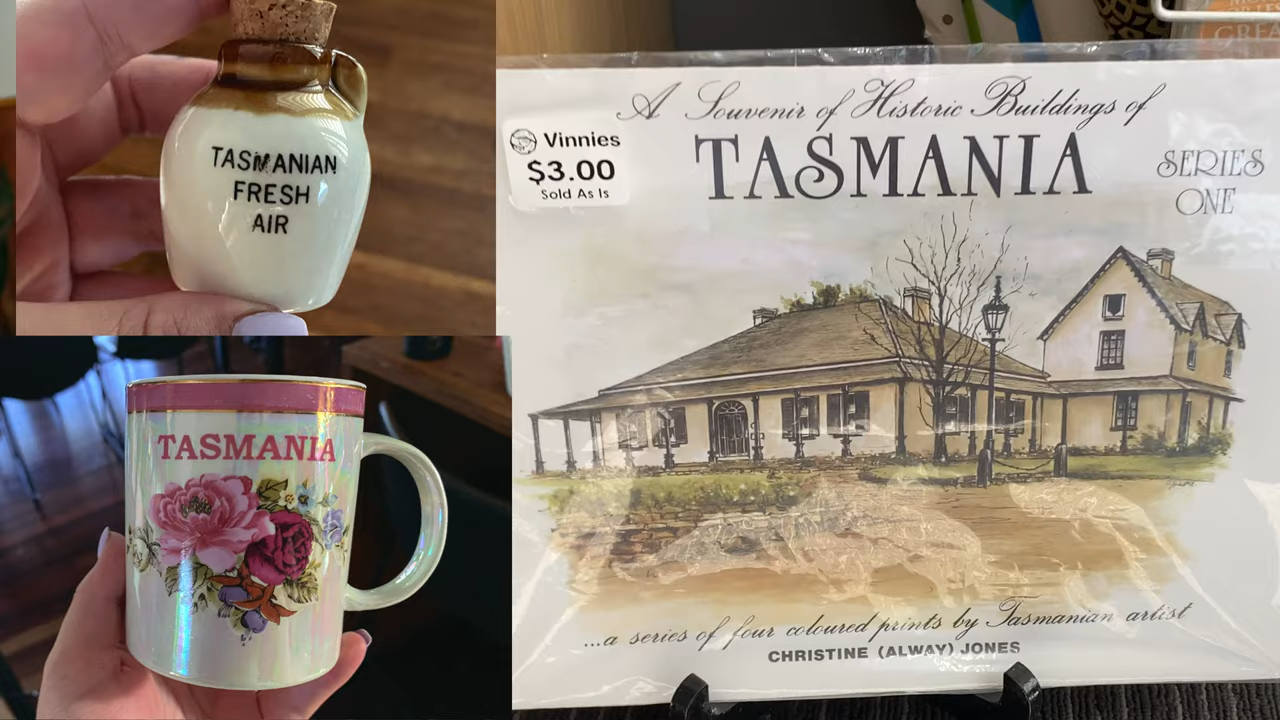 TASMANIAN
FRESH
AIR
TASMANIA
A Souvenir of Historic Buildings of
TASMANIA
SERIES
ONE
Vinnies
$3.00
Sold As Is
...a series of four coloured prints by Tasmanian artist
CHRISTINE (ALWAY) JONES